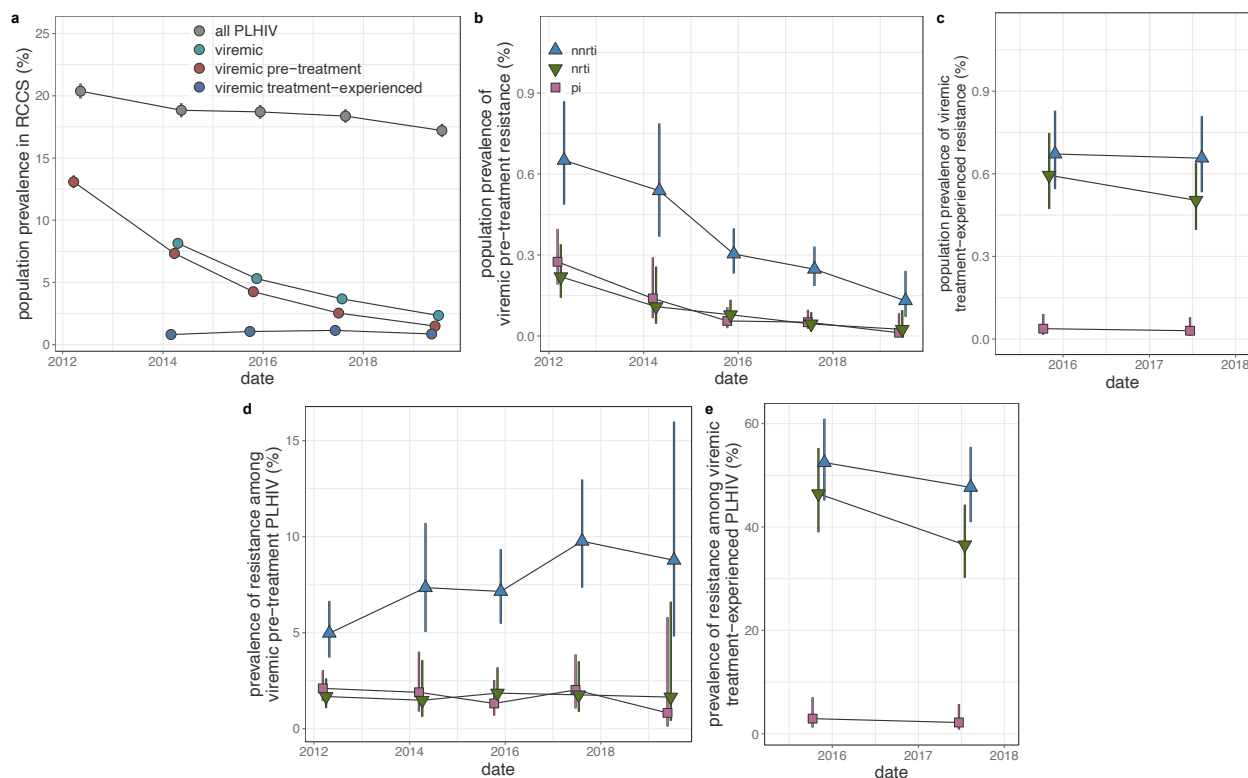 a
population prevalence in RCCS (%)
all PLHIV
viremic
viremic pre−treatment
viremic treatment−experienced
25
20
15
10
5
0
2012
2014
2016
2018
date
b
population prevalence of
viremic pre−treatment resistance (%)
nnrti
nrti
pi
0.9
0.6
0.3
0.0
2012
2014
2016
2018
date
c
population prevalence of viremic
treatment−experienced resistance (%)
0.9
0.6
0.3
0.0
2016
2017
2018
date
d
prevalence of resistance among
viremic pre−treatment PLHIV (%)
15
10
5
0
2012
2014
2016
2018
date
e
prevalence of resistance among viremic
treatment−experienced PLHIV (%)
60
40
20
0
2016
2017
2018
date